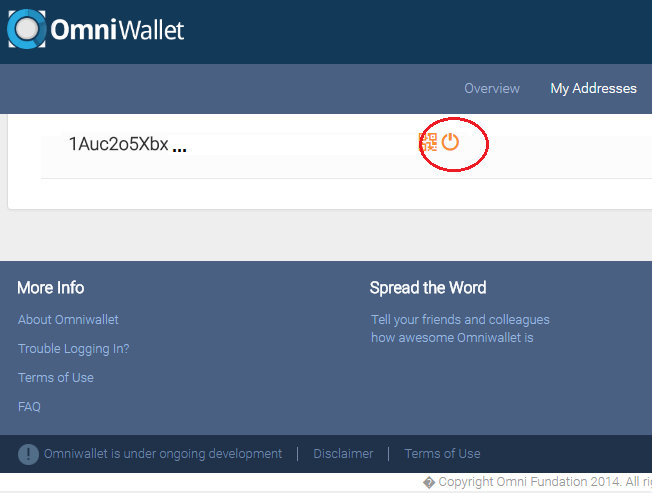 OmniWallet
Overview My Addresses
1Auc2o5Xbx ...
More Info
Spread the Word
About Omniwallet
Tell your friends and colleagues
how awesome Omniwallet is
Trouble Logging In?
Terms of Use
FAQ
! Omniwallet is under ongoing development | Disclaimer | Terms of Use
� Copyright Omni Fundation 2014. All ri